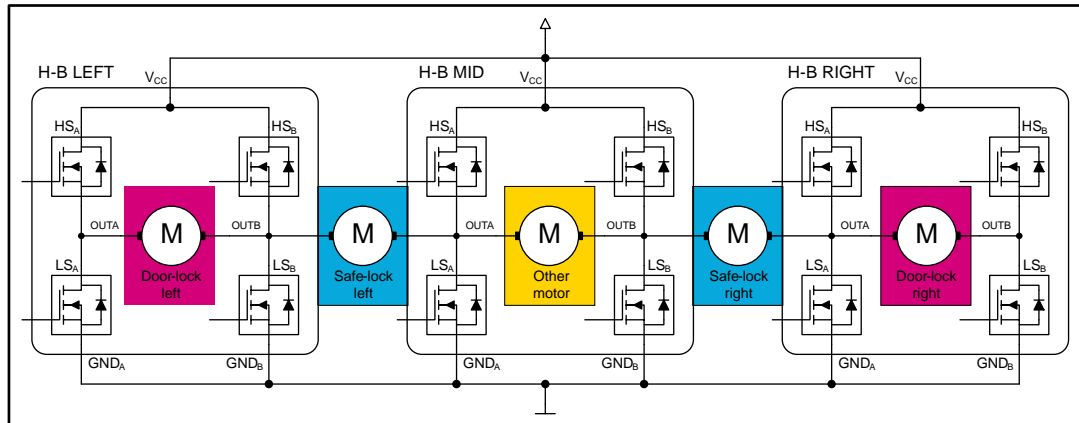 H-B LEFT
VCC
H-B MID
VCC
H-B RIGHT
VCC
HSA
HSB
HSA
HSB
HSA
HSB
OUTA
M
OUTB
M
OUTA
M
OUTB
M
OUTA
M
OUTB
LSA
Door-lock
left
LSB
Safe-lock
left
LSA
Other
motor
LSB
Safe-lock
right
LSA
Door-lock
right
LSB
GNDA
GNDB
GNDA
GNDB
GNDA
GNDB